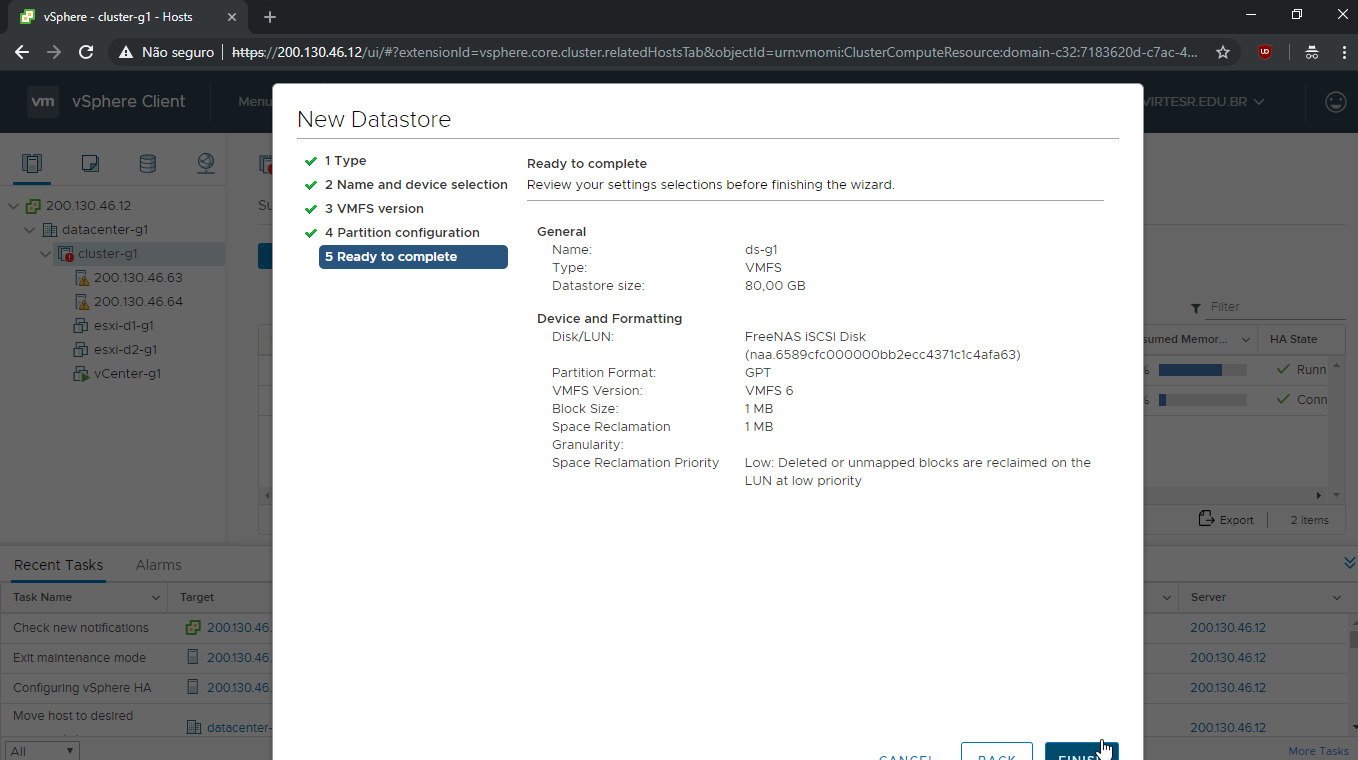 vSphere - cluster-g1 - Hosts
Não seguro https://200.130.46.12/ui/#?extensionId=vsphere.core.cluster.relatedHostsTab&objectId=urn:vmomi:ClusterComputeResource:domain-c32:7183620d-c7ac-4...
vm vSphere Client Menu
VIRTESR.EDU.BR
New Datastore
1 Type
2 Name and device selection
3 VMFS version
4 Partition configuration
5 Ready to complete
Ready to complete
Review your settings selections before finishing the wizard.
General
Name: ds-g1
Type: VMFS
Datastore size: 80,00 GB
Device and Formatting
Disk/LUN: FreeNAS iSCSI Disk
(naa.6589cfc000000bb2ecc4371c1c4afa63)
Partition Format: GPT
VMFS Version: VMFS 6
Block Size: 1 MB
Space Reclamation 1 MB
Granularity:
Space Reclamation Priority Low: Deleted or unmapped blocks are reclaimed on the
LUN at low priority
CANCEL BACK FINISH
200.130.46.12
datacenter-g1
cluster-g1
200.130.46.63
200.130.46.64
esxi-d1-g1
esxi-d2-g1
vCenter-g1
Su
Filter
sumed Memor... HA State
% Runn
% Conn
Export 2 items
Recent Tasks Alarms
Task Name Target Server
Check new notifications 200.130.46. 200.130.46.12
Exit maintenance mode 200.130.46. 200.130.46.12
Configuring vSphere HA 200.130.46. 200.130.46.12
Move host to desired
datacenter- 200.130.46.12
All More Tasks